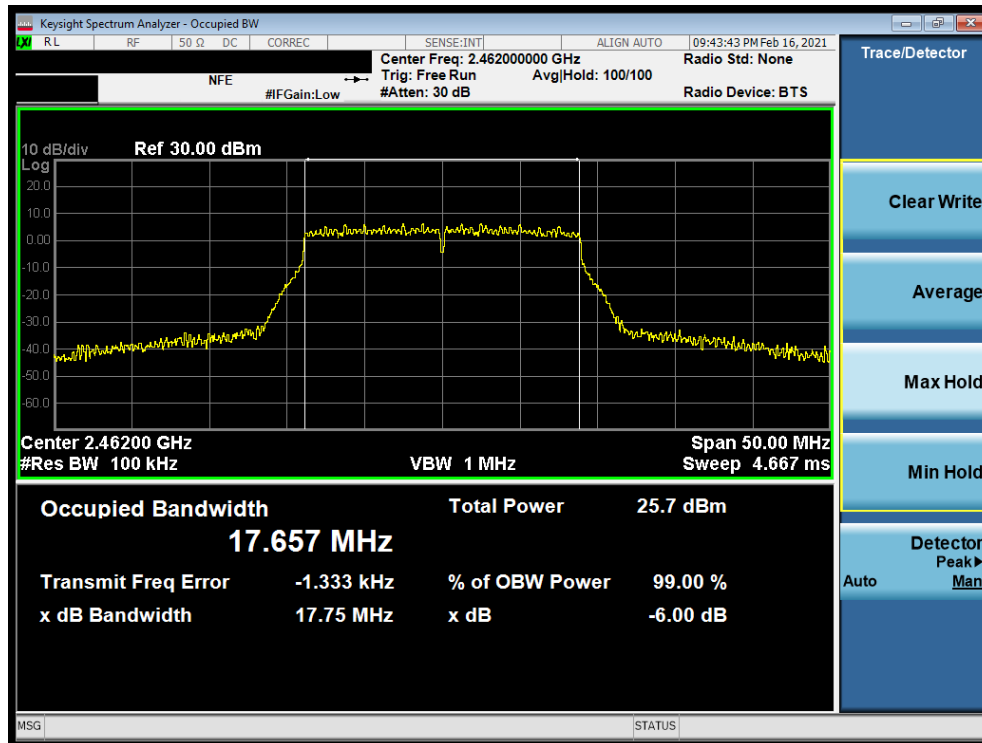 Keysight Spectrum Analyzer - Occupied BW
LXI RL RF 50 Ω DC CORREC SENSE:INT ALIGN AUTO 09:43:43 PM Feb 16, 2021
Center Freq: 2.462000000 GHz Radio Std: None
NFE Trig: Free Run Avg|Hold: 100/100
#IFGain:Low #Atten: 30 dB Radio Device: BTS
10 dB/div Ref 30.00 dBm
Log
20.0
10.0
0.00
-10.0
-20.0
-30.0
-40.0
-50.0
-60.0
Center 2.46200 GHz Span 50.00 MHz
#Res BW 100 kHz VBW 1 MHz Sweep 4.667 ms
Occupied Bandwidth Total Power 25.7 dBm
17.657 MHz
Transmit Freq Error -1.333 kHz % of OBW Power 99.00 %
x dB Bandwidth 17.75 MHz x dB -6.00 dB
MSG STATUS
Trace/Detector
Clear Write
Average
Max Hold
Min Hold
Detector
Peak▶
Auto Man